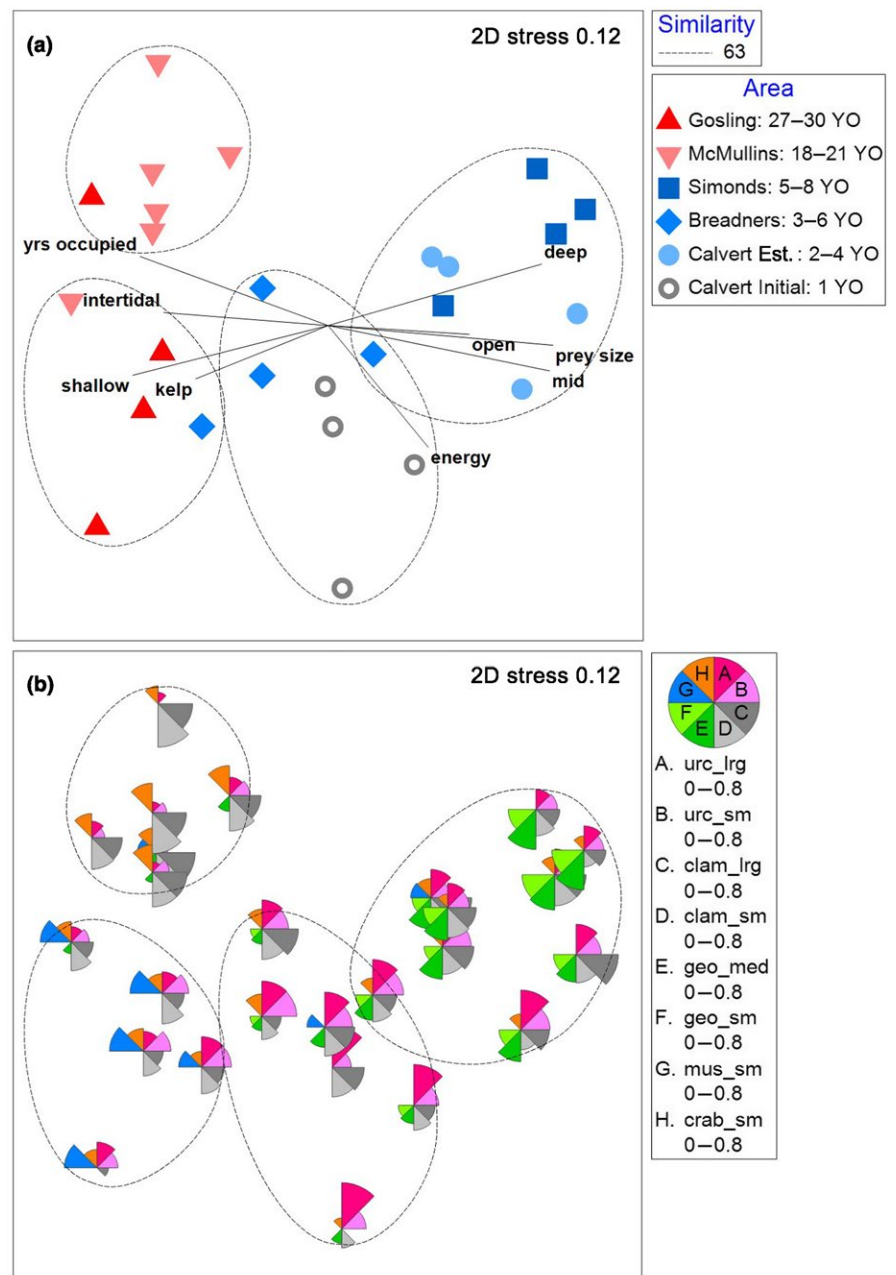 (a)
2D stress 0.12
yrs occupied
intertidal
shallow
kelp
deep
open
prey size
mid
energy
Similarity
63
Area
Gosling: 27–30 YO
McMullins: 18–21 YO
Simonds: 5–8 YO
Breadners: 3–6 YO
Calvert Est.: 2–4 YO
Calvert Initial: 1 YO
(b)
2D stress 0.12
H A
G B
F C
E D
A. urc_lrg
0–0.8
B. urc_sm
0–0.8
C. clam_lrg
0–0.8
D. clam_sm
0–0.8
E. geo_med
0–0.8
F. geo_sm
0–0.8
G. mus_sm
0–0.8
H. crab_sm
0–0.8